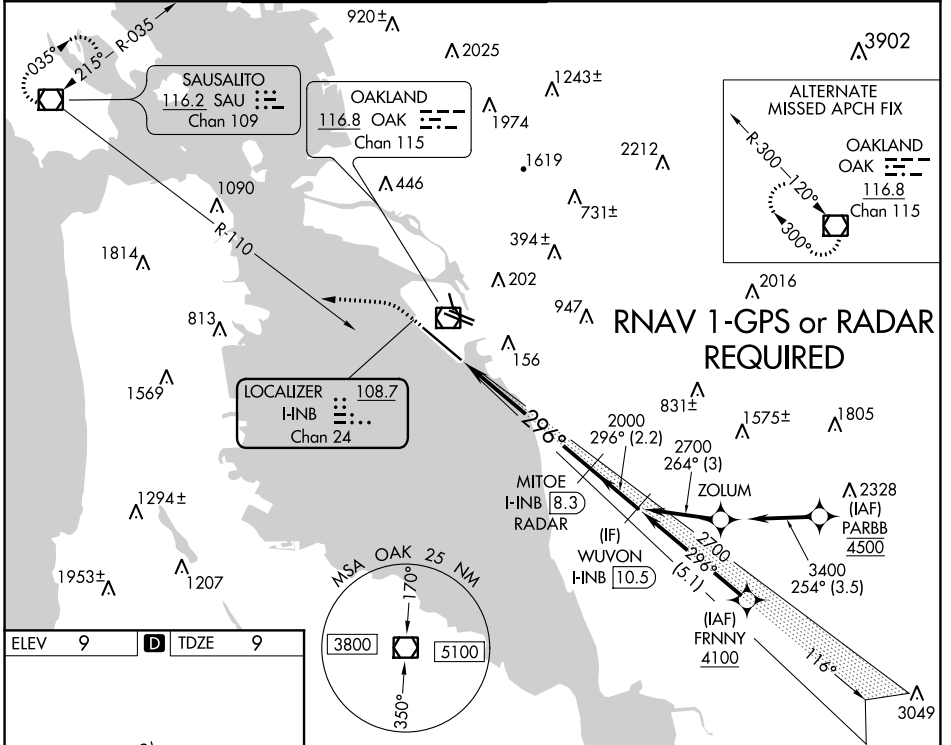 920±
2025
3902
035°
215°
R-035
SAUSALITO
116.2 SAU
Chan 109
OAKLAND
116.8 OAK
Chan 115
1243±
1974
1619
2212
ALTERNATE
MISSED APCH FIX
R-300
120°
300°
OAKLAND
OAK
116.8
Chan 115
446
1090
R-110
731±
394±
1814
202
2016
813
947
156
RNAV 1-GPS or RADAR
REQUIRED
1569
LOCALIZER 108.7
I-INB
Chan 24
296°
831±
1575±
1805
2000
296° (2.2)
2700
264° (3)
MITOE
I-INB 8.3
RADAR
ZOLUM
2328
(IAF)
PARBB
4500
3400
254° (3.5)
(IF)
WUVON
I-INB 10.5
2700
296°
(5.1)
(IAF)
FRNNY
4100
116°
3049
1294±
1953±
1207
MSA OAK 25 NM
170°
3800
5100
350°
ELEV 9 D TDZE 9